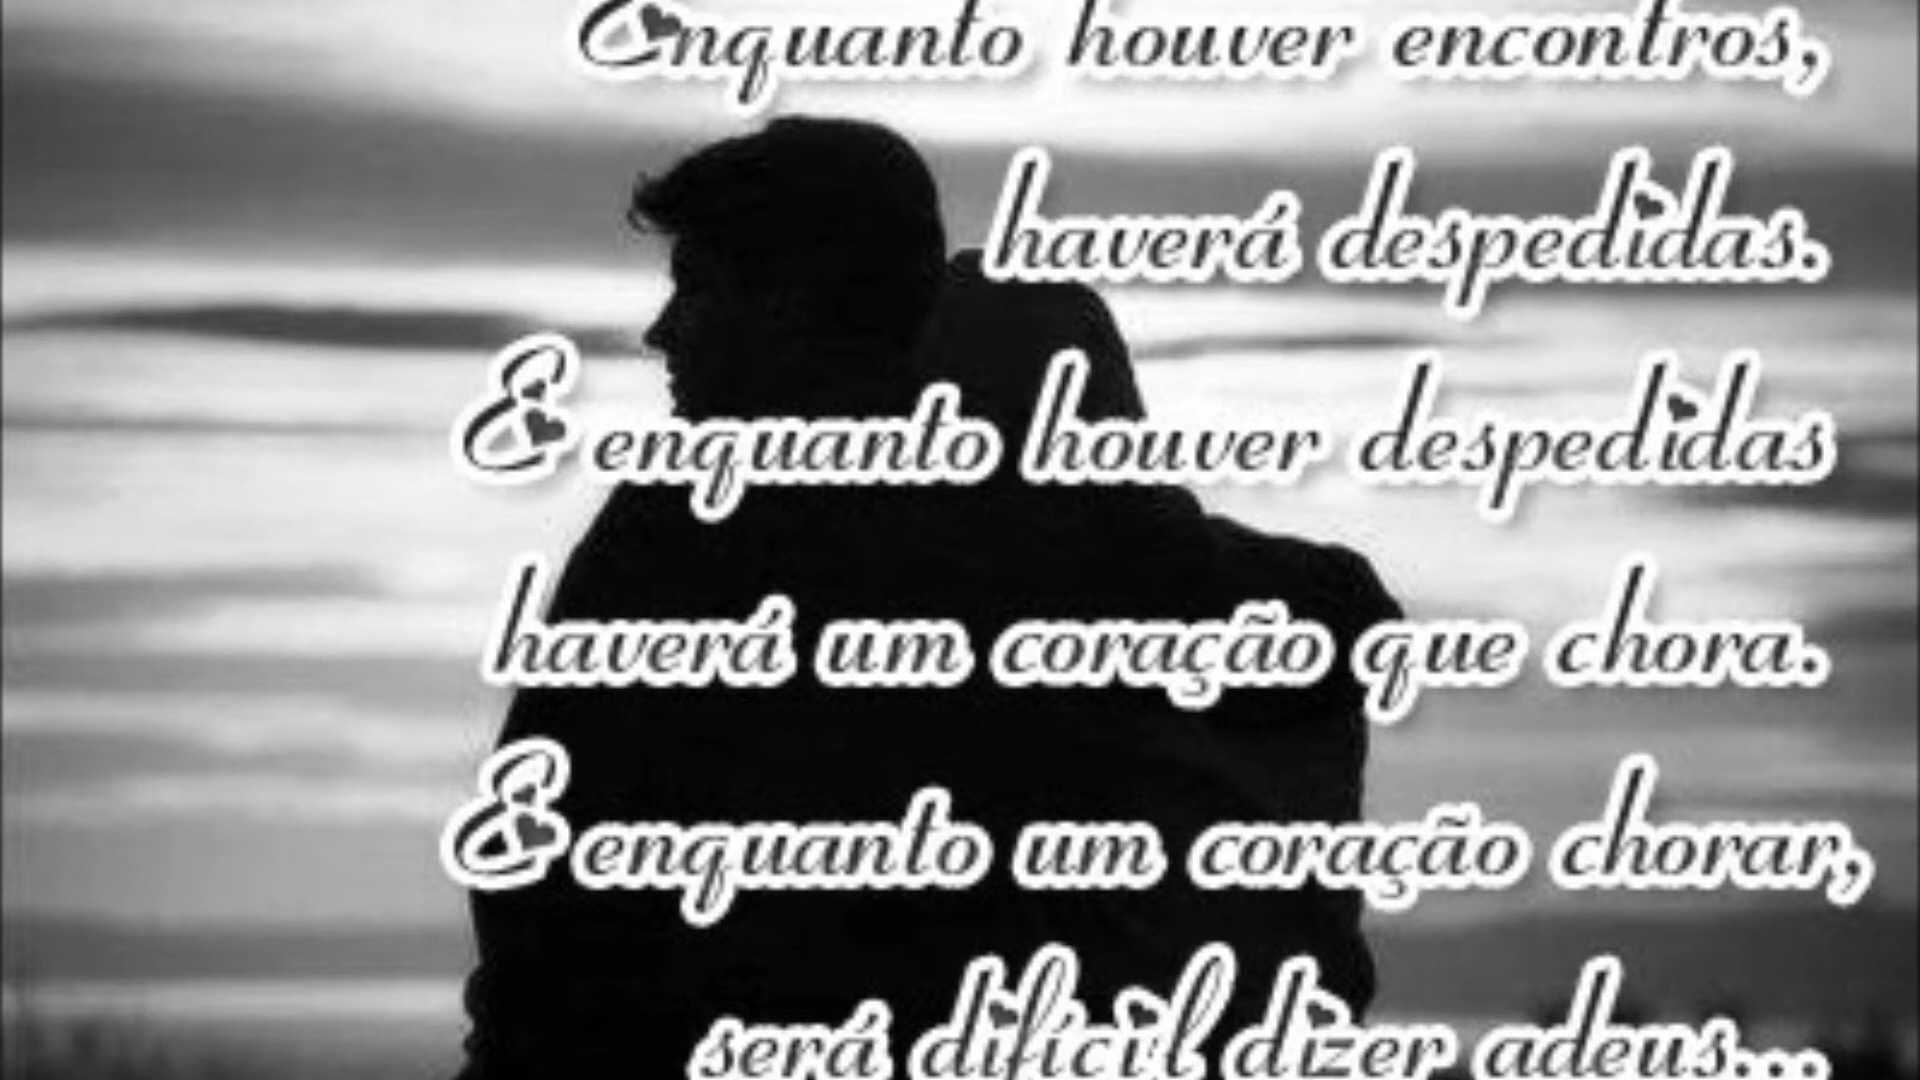 Enquanto houver encontros,
haverá despedidas.
E enquanto houver despedidas
haverá um coração que chora.
E enquanto um coração chorar,
será difícil dizer adeus...